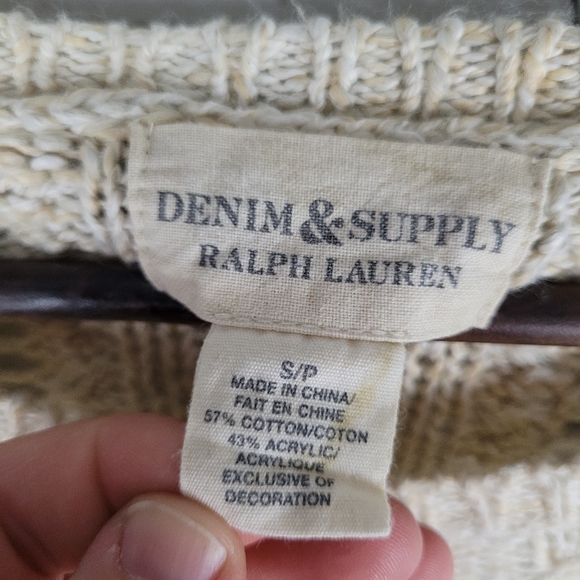 DENIM & SUPPLY
RALPH LAUREN
S/P
MADE IN CHINA/
FAIT EN CHINE
57% COTTON/COTON
43% ACRYLIC/
ACRYLIQUE
EXCLUSIVE OF
DECORATION